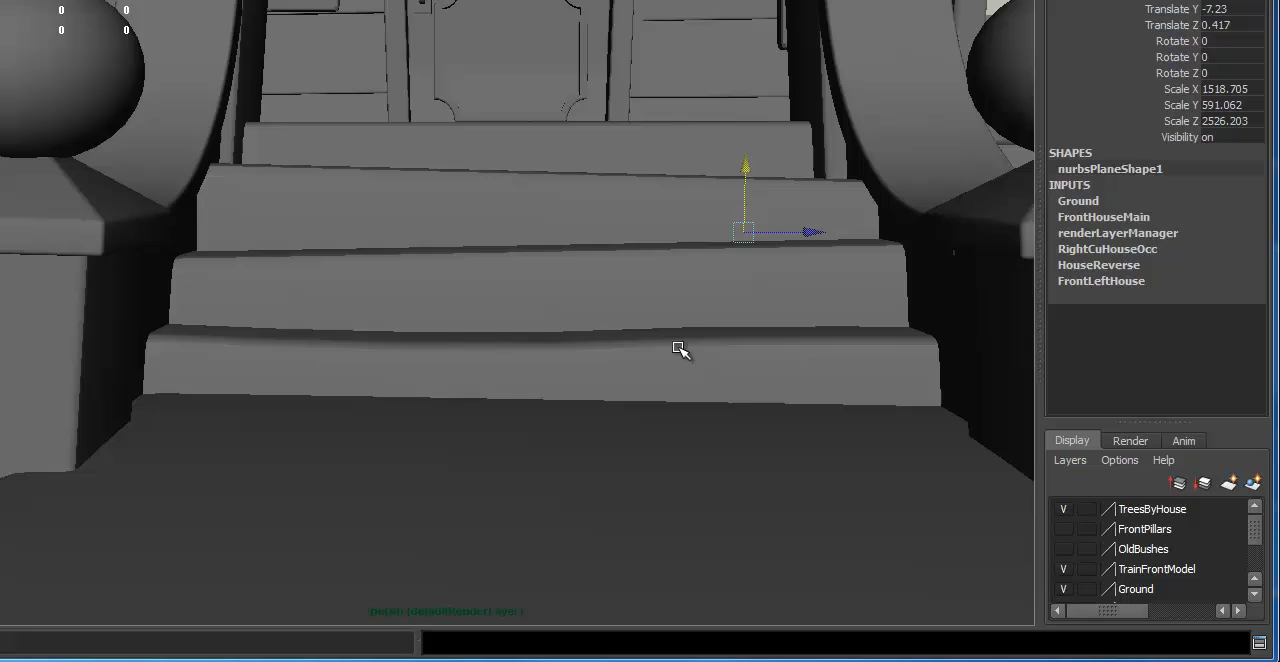 0 0
0 0
Translate Y -7.23
Translate Z 0.417
Rotate X 0
Rotate Y 0
Rotate Z 0
Scale X 1518.705
Scale Y 591.062
Scale Z 2526.203
Visibility on
SHAPES
nurbsPlaneShape1
INPUTS
Ground
FrontHouseMain
renderLayerManager
RightCuHouseOcc
HouseReverse
FrontLeftHouse
Display Render Anim
Layers Options Help
V TreesByHouse
FrontPillars
OldBushes
V TrainFrontModel
V Ground
persp (defaultRenderLayer)